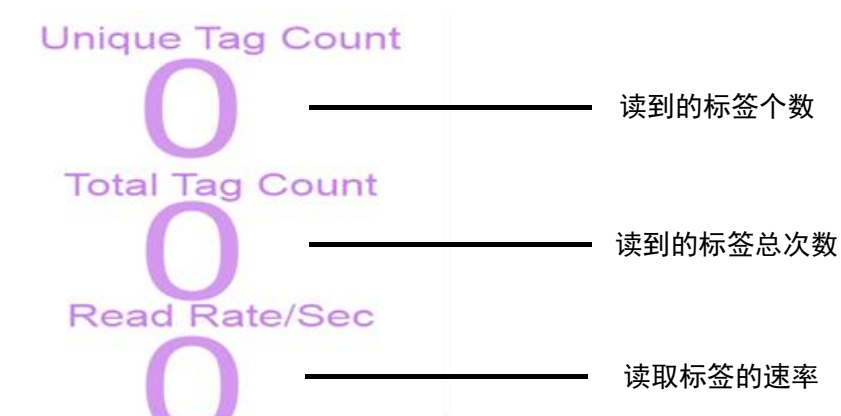 Unique Tag Count
0
读到的标签个数
Total Tag Count
0
读到的标签总次数
Read Rate/Sec
0
读取标签的速率